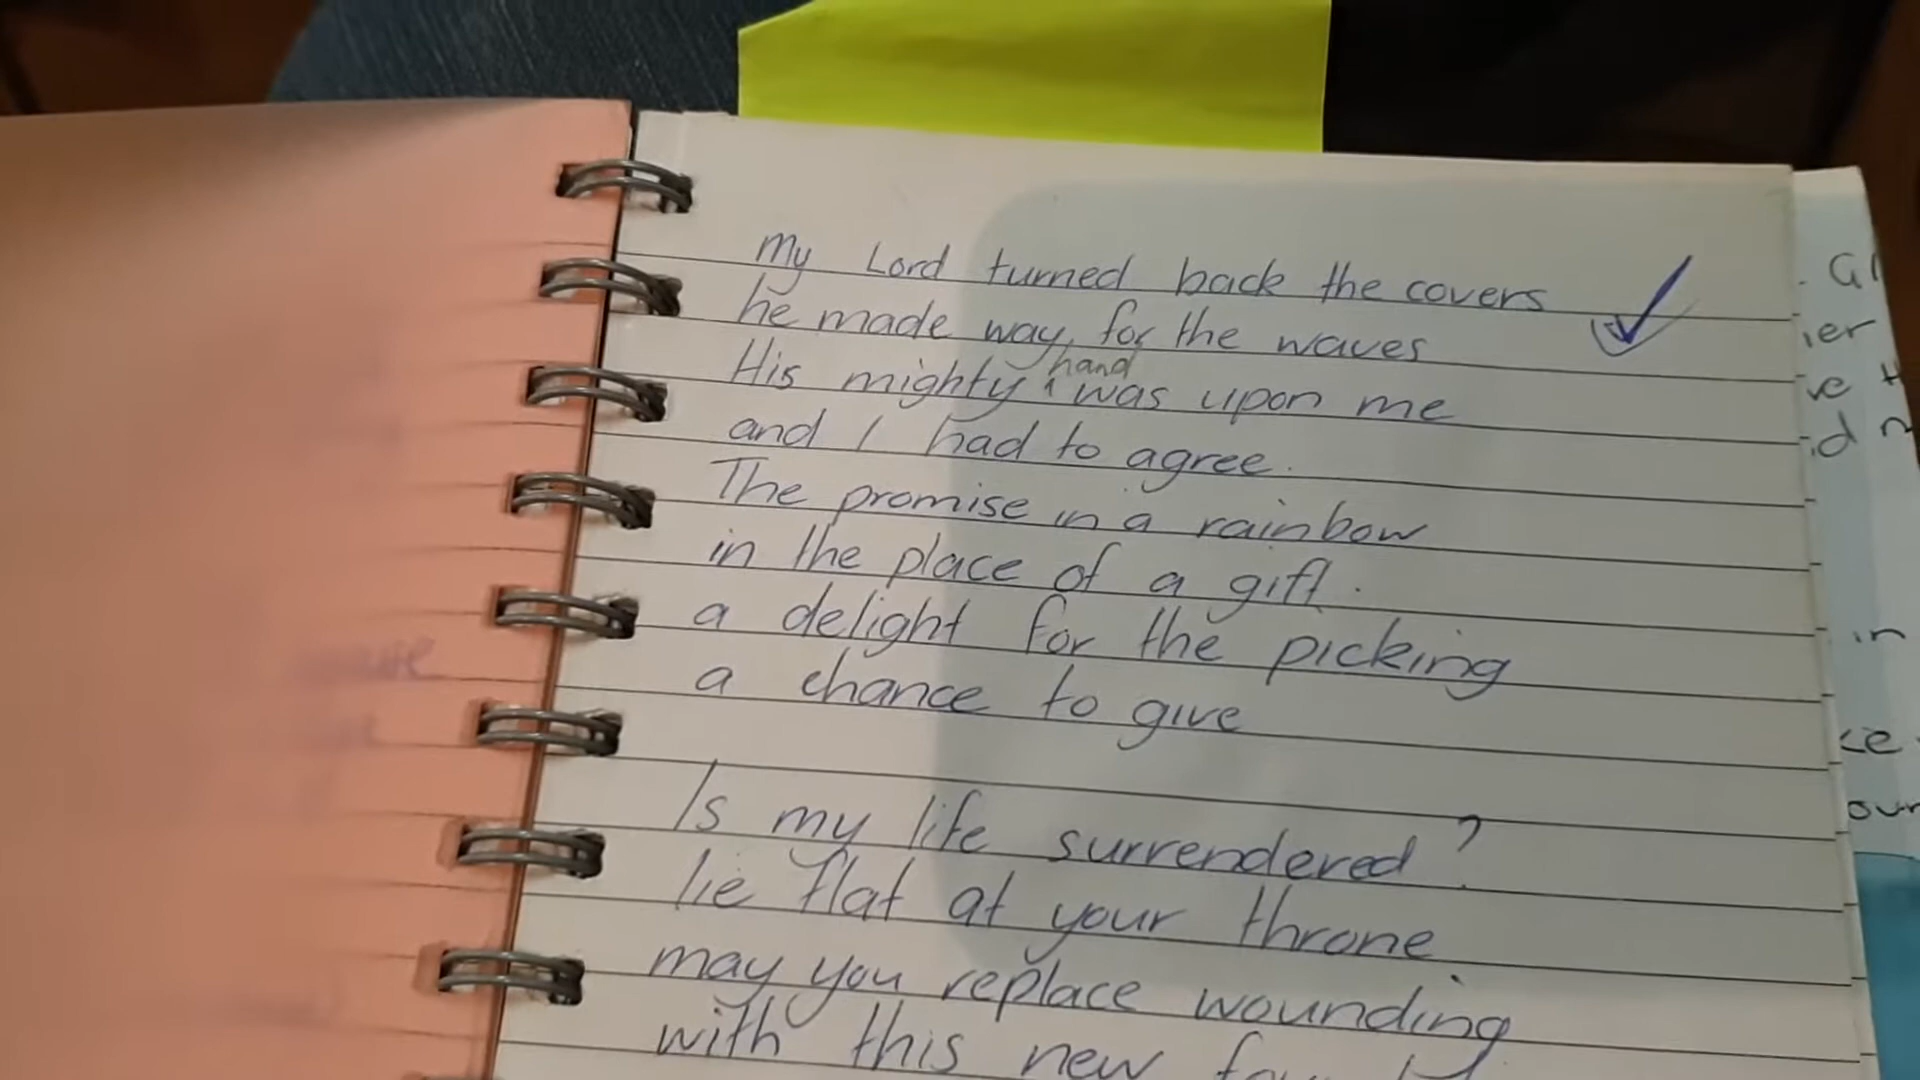 My Lord turned back the covers
he made way, for the waves
His mighty hand was upon me
and I had to agree.
The promise in a rainbow
in the place of a gift.
a delight for the picking
a chance to give
Is my life surrendered?
lie flat at your throne
may you replace wounding
with this new
ier
in